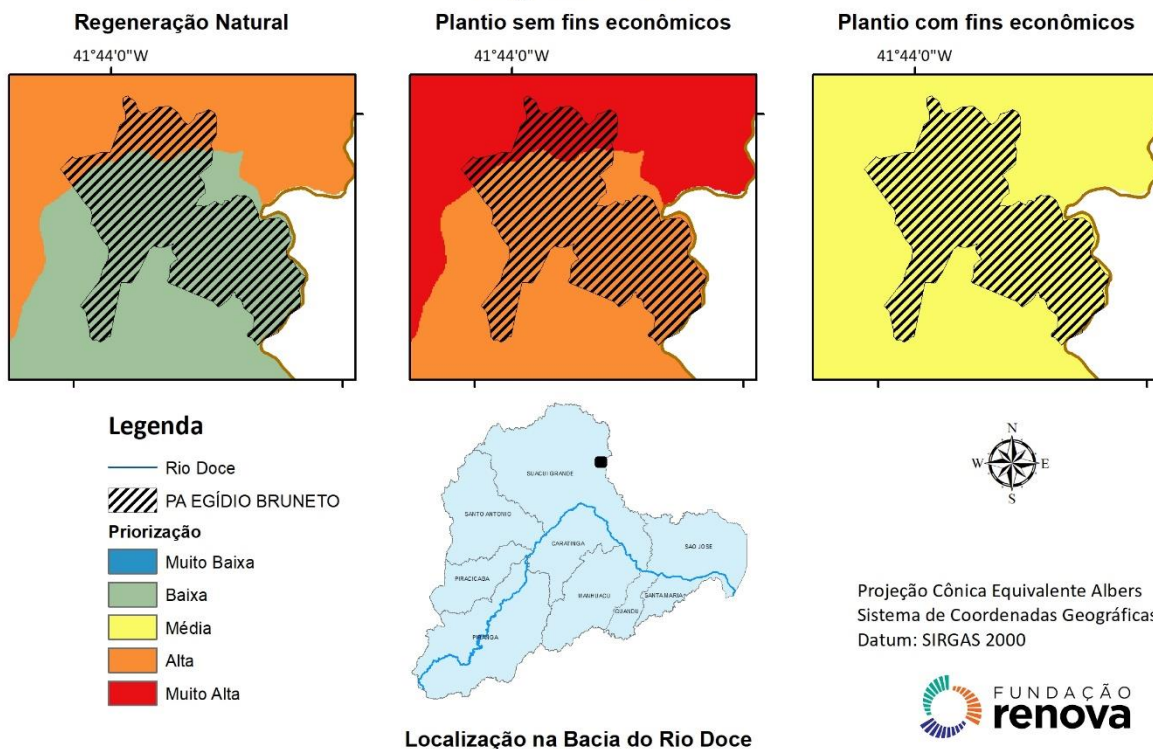 Regeneração Natural
Plantio sem fins econômicos
Plantio com fins econômicos
41°44'0"W
41°44'0"W
41°44'0"W
Legenda
Rio Doce
PA EGÍDIO BRUNETO
Priorização
Muito Baixa
Baixa
Média
Alta
Muito Alta
SUACUI GRANDE
SANTO ANTONIO
CARATINGA
SAO JOSE
PIRACICABA
MANHUACU
SANTA MARIA
GUANDU
PIRANGA
Localização na Bacia do Rio Doce
N
W
E
S
Projeção Cônica Equivalente Albers
Sistema de Coordenadas Geográficas
Datum: SIRGAS 2000
FUNDAÇÃO
renova